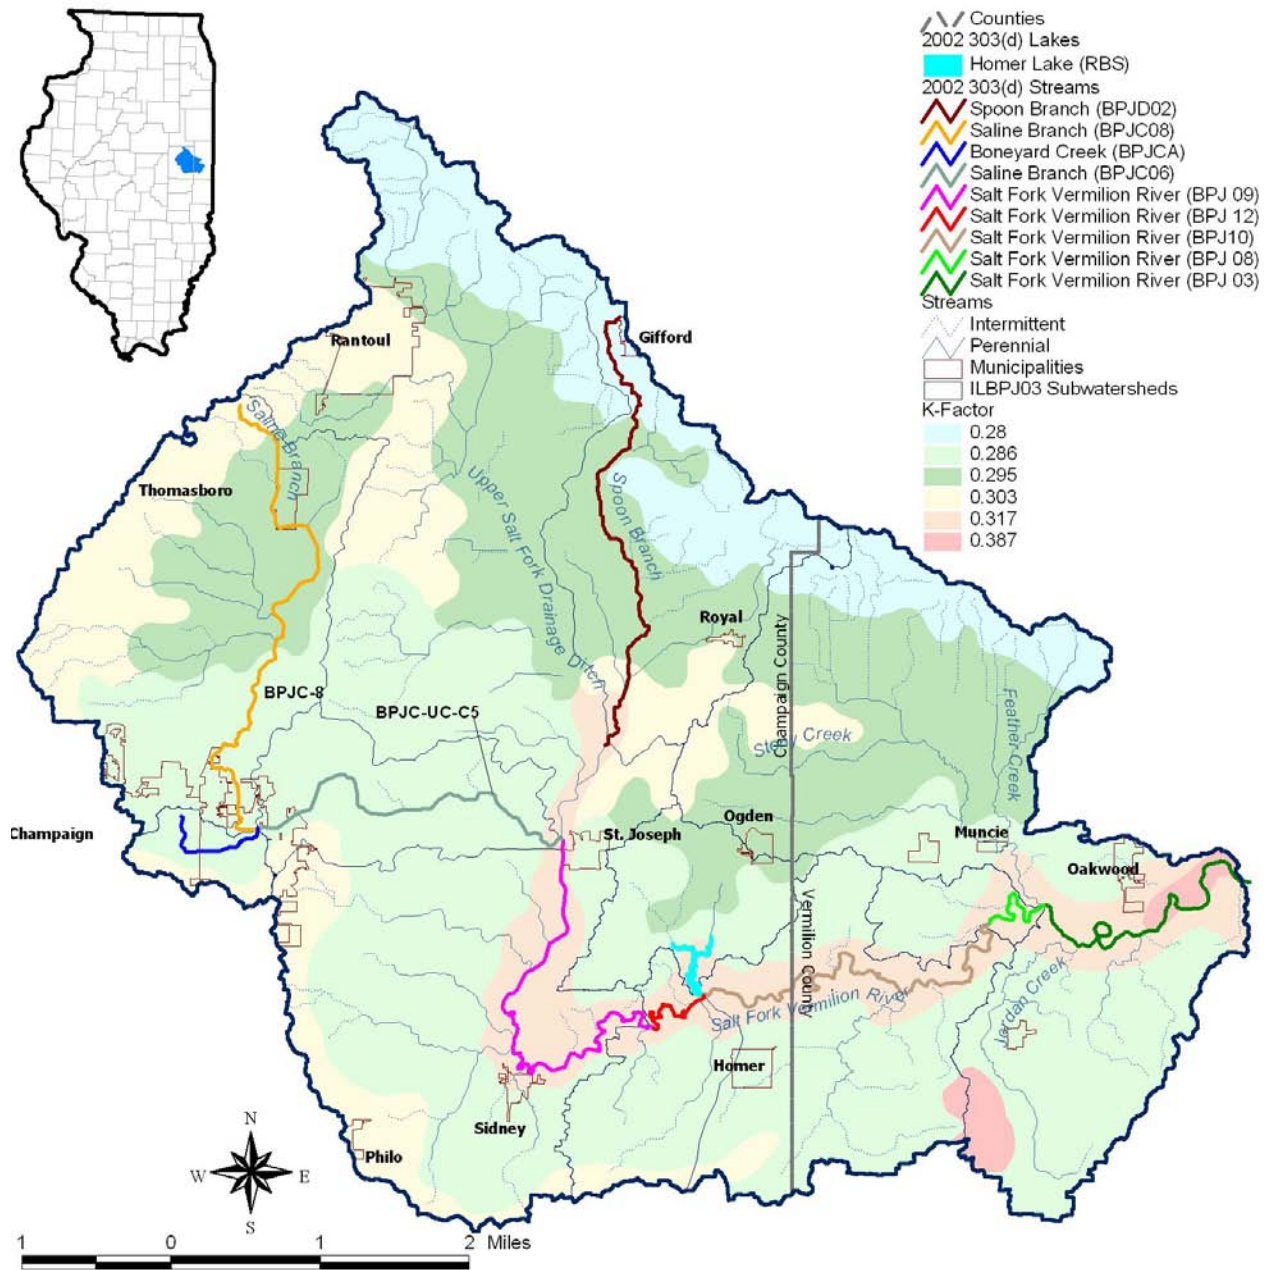 Counties
2002 303(d) Lakes
Homer Lake (RBS)
2002 303(d) Streams
Spoon Branch (BPJD02)
Saline Branch (BPJC08)
Boneyard Creek (BPJCA)
Saline Branch (BPJC06)
Salt Fork Vermilion River (BPJ 09)
Salt Fork Vermilion River (BPJ 12)
Salt Fork Vermilion River (BPJ10)
Salt Fork Vermilion River (BPJ 08)
Salt Fork Vermilion River (BPJ 03)
Streams
Intermittent
Perennial
Municipalities
ILBPJ03 Subwatersheds
K-Factor
0.28
0.286
0.295
0.303
0.317
0.387
Rantoul
Gifford
Saline Branch
Thomasboro
Upper Salt Fork Drainage Ditch
Spoon Branch
Royal
Champaign County
BPJC-8
BPJC-UC-C5
Feather Creek
Stony Creek
Champaign
St. Joseph
Ogden
Muncie
Oakwood
Vermilion County
Salt Fork Vermilion River
Jordan Creek
Homer
Sidney
Philo
N
W
E
S
1 0 1 2 Miles